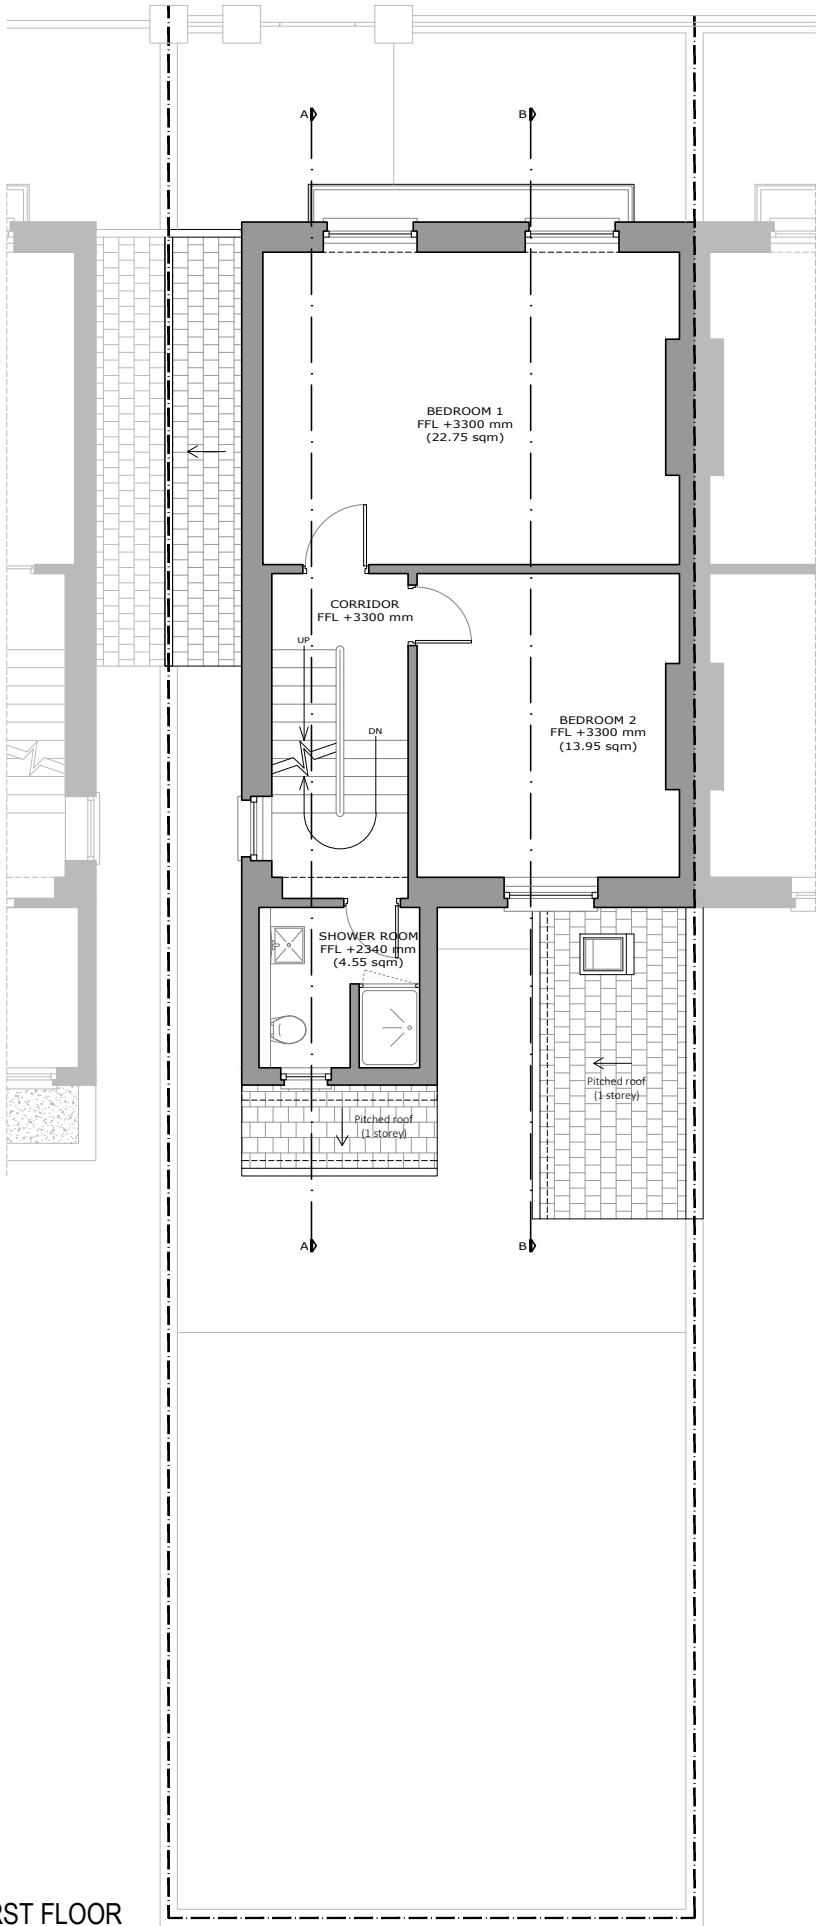 A
B
BEDROOM 1
FFL +3300 mm
(22.75 sqm)
CORRIDOR
FFL +3300 mm
UP
DN
BEDROOM 2
FFL +3300 mm
(13.95 sqm)
SHOWER ROOM
FFL +2340 mm
(4.55 sqm)
Pitched roof
(1 storey)
Pitched roof
(1 storey)
A
B
RST FLOOR